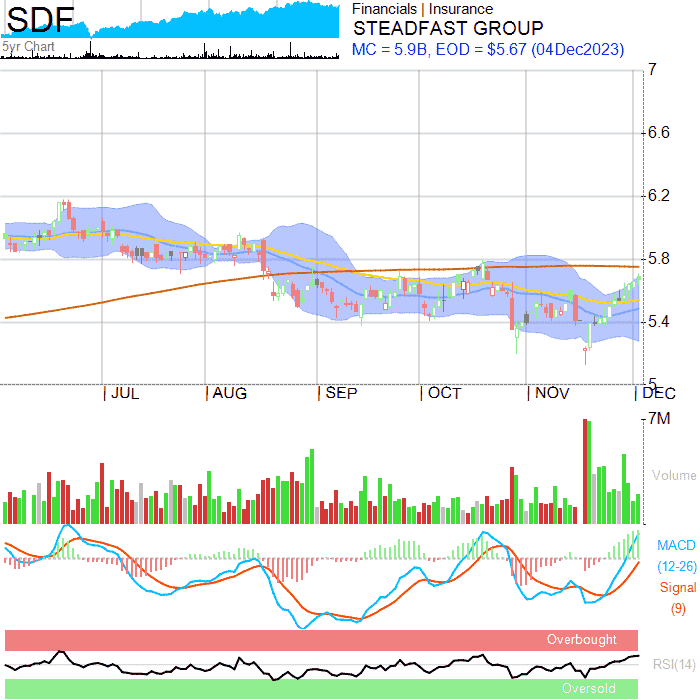 SDF
Financials | Insurance
STEADFAST GROUP
5yr Chart
MC = 5.9B, EOD = $5.67 (04Dec2023)
7
6.6
6.2
5.8
5.4
5
JUL AUG SEP OCT NOV DEC
7M
Volume
MACD
(12-26)
Signal
(9)
Overbought
RSI(14)
Oversold